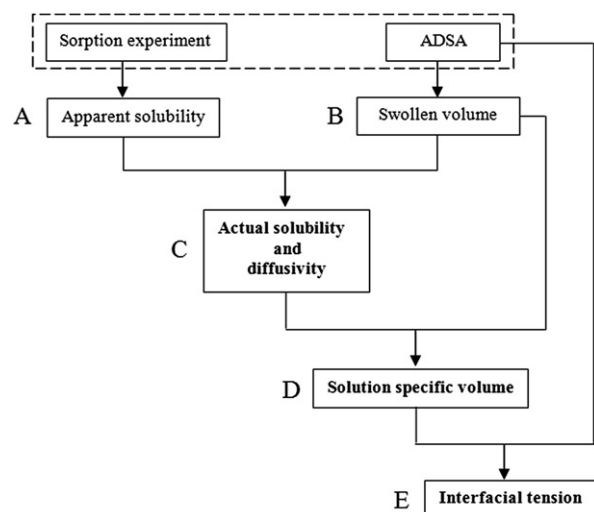 Sorption experiment
ADSA
A
Apparent solubility
B
Swollen volume
C
Actual solubility
and
diffusivity
D
Solution specific volume
E
Interfacial tension